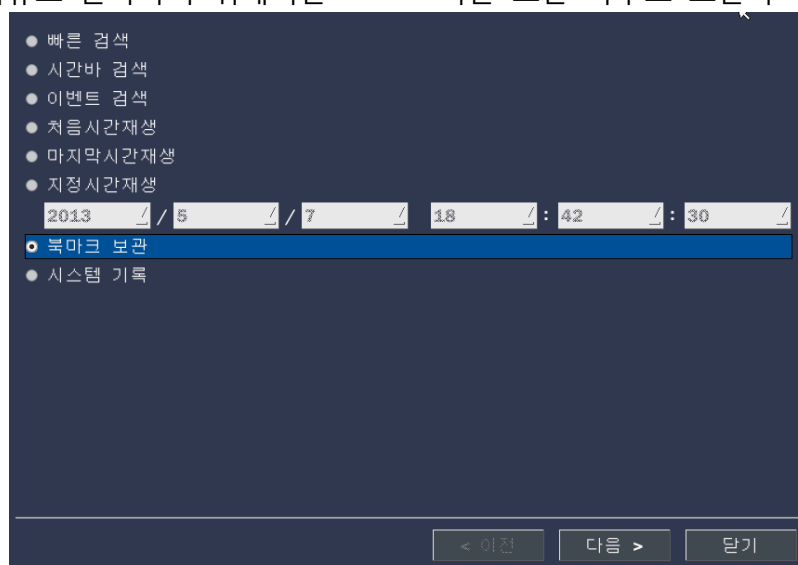 빠른 검색
시간바 검색
이벤트 검색
처음시간재생
마지막시간재생
지정시간재생
2013 / 5 / 7 18 : 42 : 30
북마크 보관
시스템 기록
< 이전 다음 > 닫기